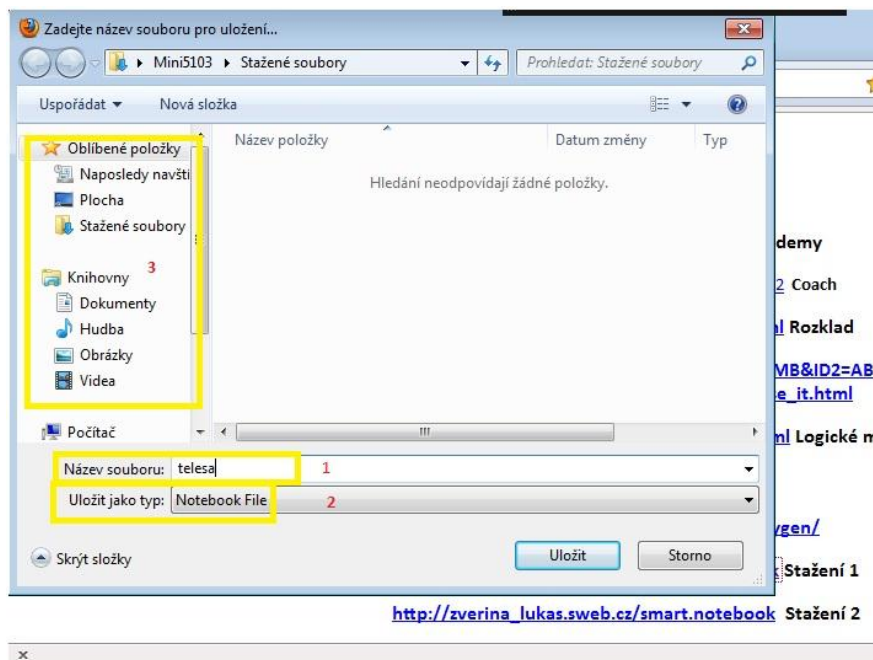 Zadejte název souboru pro uložení...
Mini5103 Stažené soubory
Prohledat: Stažené soubory
Uspořádat Nová složka
Oblíbené položky
Naposledy navšti
Plocha
Stažené soubory
Knihovny 3
Dokumenty
Hudba
Obrázky
Videa
Počítač
Název položky Datum změny Typ
Hledání neodpovídají žádné položky.
Název souboru: telesa 1
Uložit jako typ: Notebook File 2
Skrýt složky Uložit Storno
demy
2 Coach
Rozklad
MB&ID2=AB
e_it.html
ml Logické m
ygen/
Stažení 1
http://zverina_lukas.sweb.cz/smart.notebook Stažení 2
x